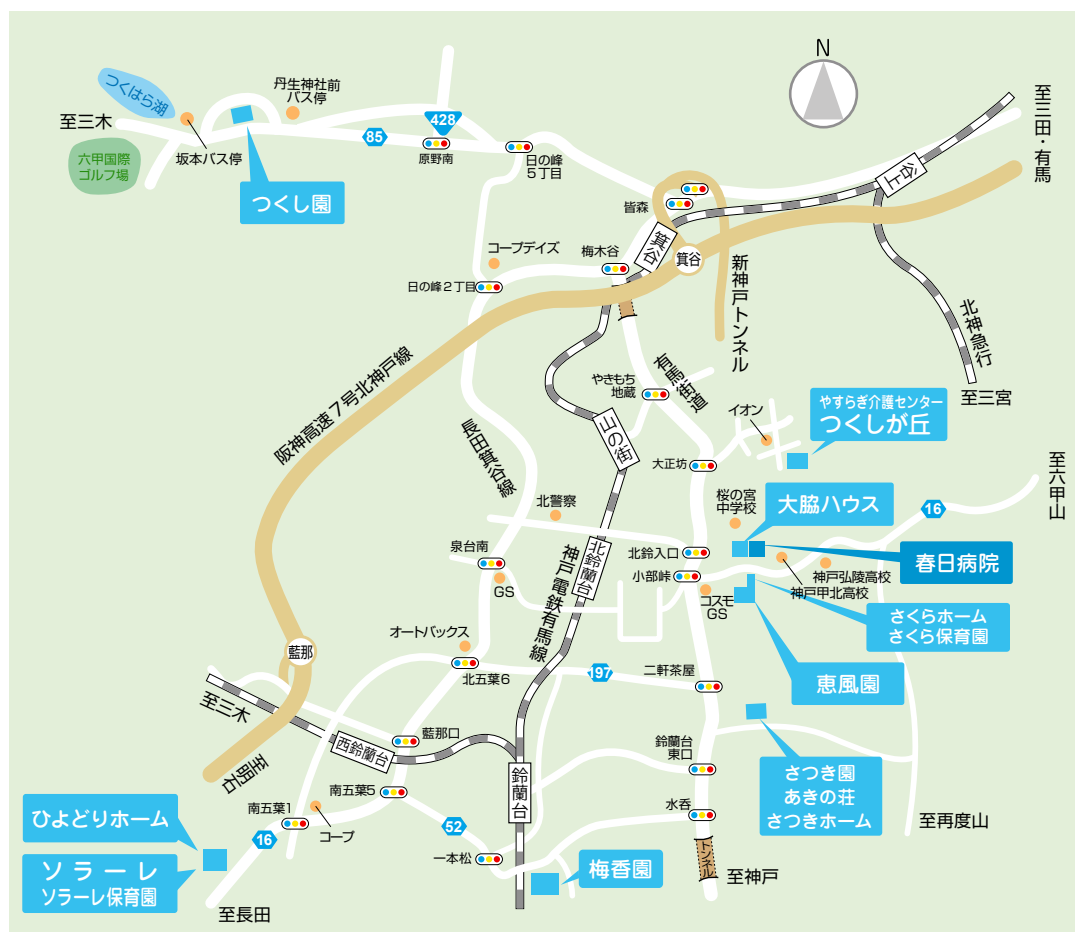 N
つくはら湖
丹生神社前
バス停
至三木
坂本バス停
六甲国際
ゴルフ場
つくし園
85
428
原野南
日の峰
5丁目
至三田・有馬
谷上
皆森
箕谷
箕谷
梅木谷
コープデイズ
日の峰2丁目
新神戸トンネル
北神急行
至三宮
阪神高速7号北神戸線
有馬街道
やきもち
地蔵
山の街
長田箕谷線
イオン
やすらぎ介護センター
つくしが丘
大正坊
至六甲山
16
桜の宮
中学校
大脇ハウス
春日病院
北警察
北鈴蘭台
神戸電鉄有馬線
泉台南
GS
北鈴入口
小部峠
コスモ
GS
神戸弘陵高校
神戸甲北高校
さくらホーム
さくら保育園
恵風園
オートバックス
北五葉6
197
二軒茶屋
藍那
至三木
至明石
西鈴蘭台
藍那口
鈴蘭台
鈴蘭台
東口
さつき園
あきの荘
さつきホーム
至再度山
南五葉5
南五葉1
コープ
16
52
一本松
水呑
トンネル
至神戸
梅香園
ひよどりホーム
ソラーレ
ソラーレ保育園
至長田